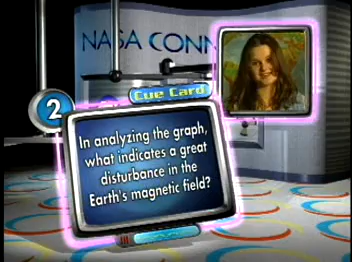 NASA CONN
Cue Card
2
In analyzing the graph,
what indicates a great
disturbance in the
Earth's magnetic field?